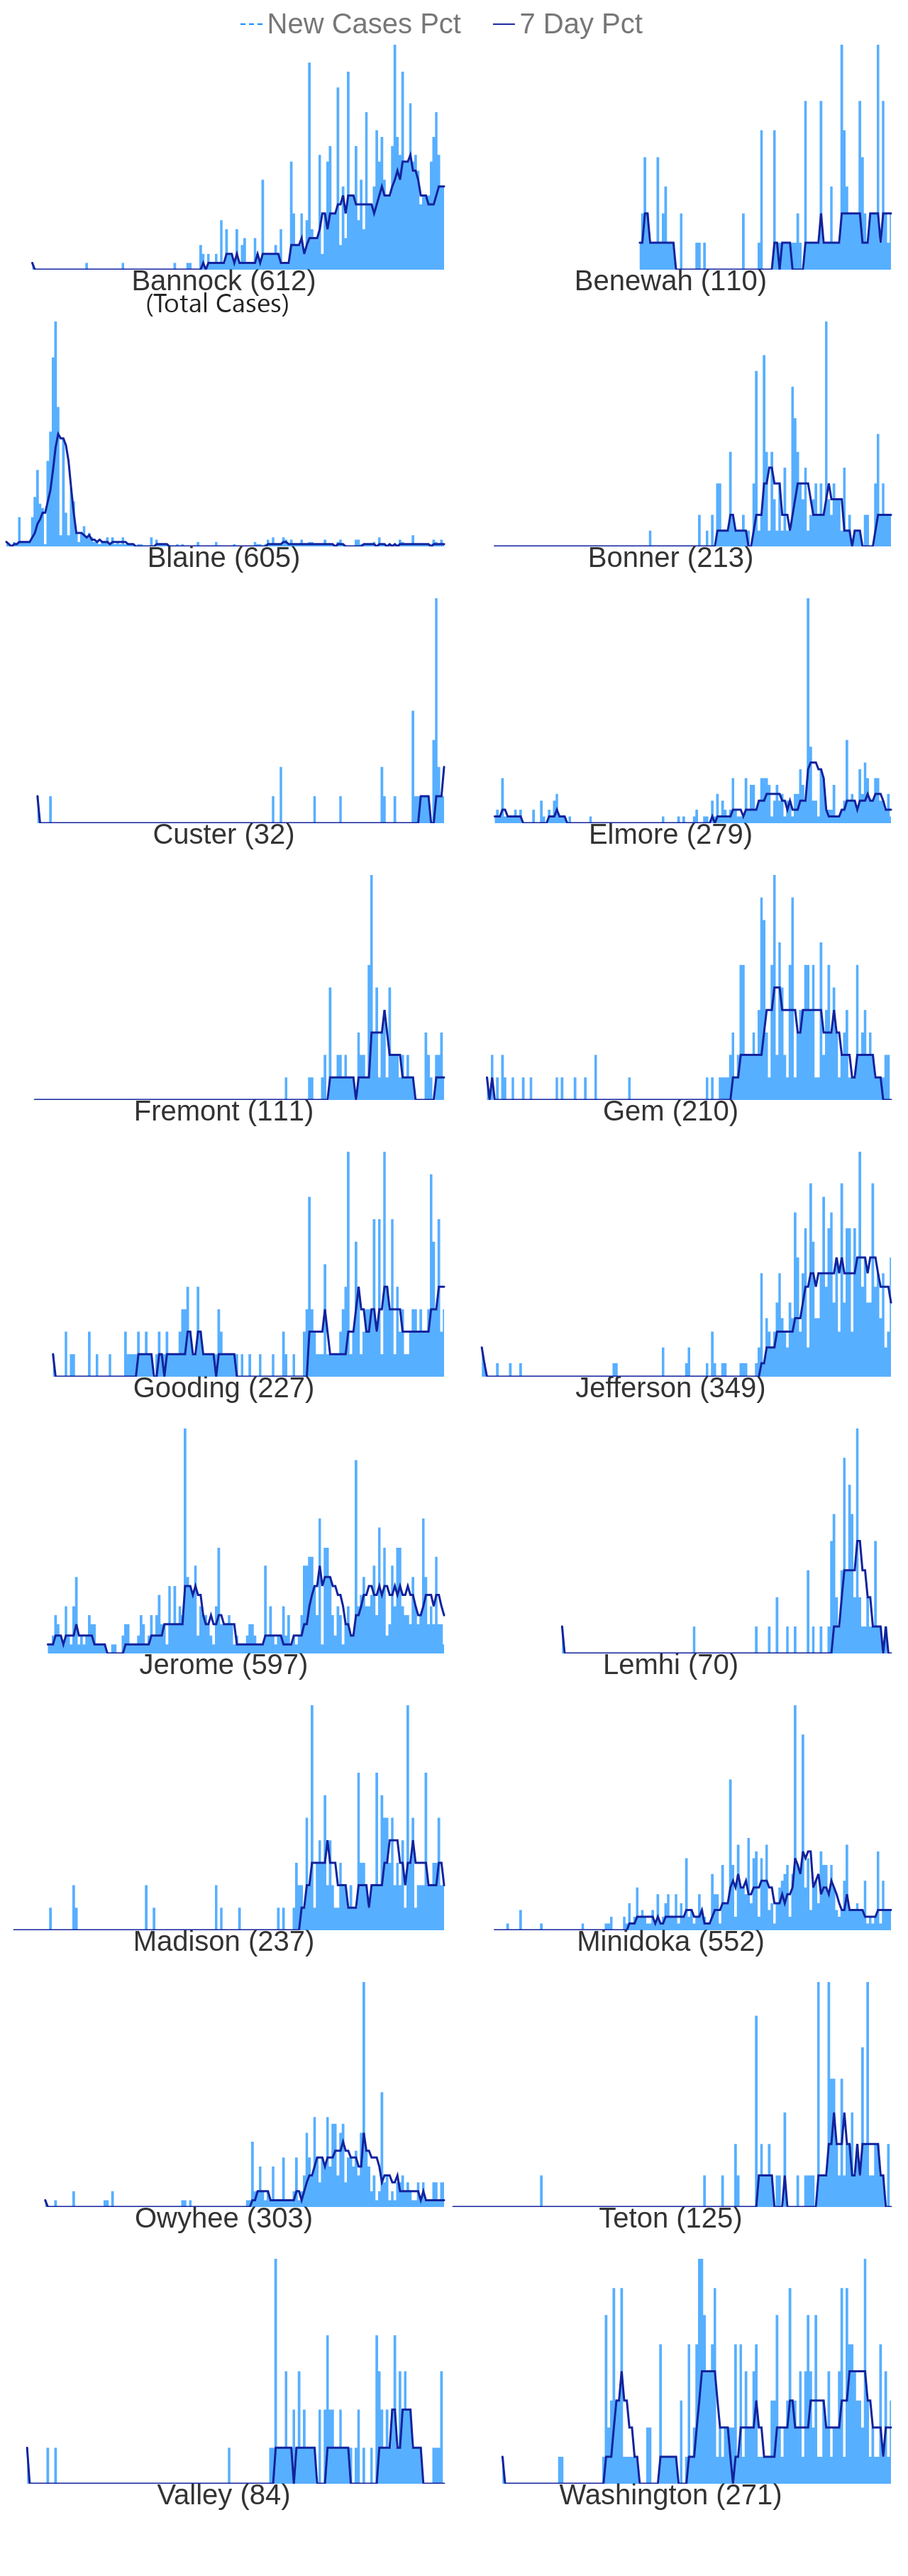 New Cases Pct 7 Day Pct
Bannock (612) Benewah (110)
(Total Cases)
Blaine (605) Bonner (213)
Custer (32) Elmore (279)
Fremont (111) Gem (210)
Gooding (227) Jefferson (349)
Jerome (597) Lemhi (70)
Madison (237) Minidoka (552)
Owyhee (303) Teton (125)
Valley (84) Washington (271)